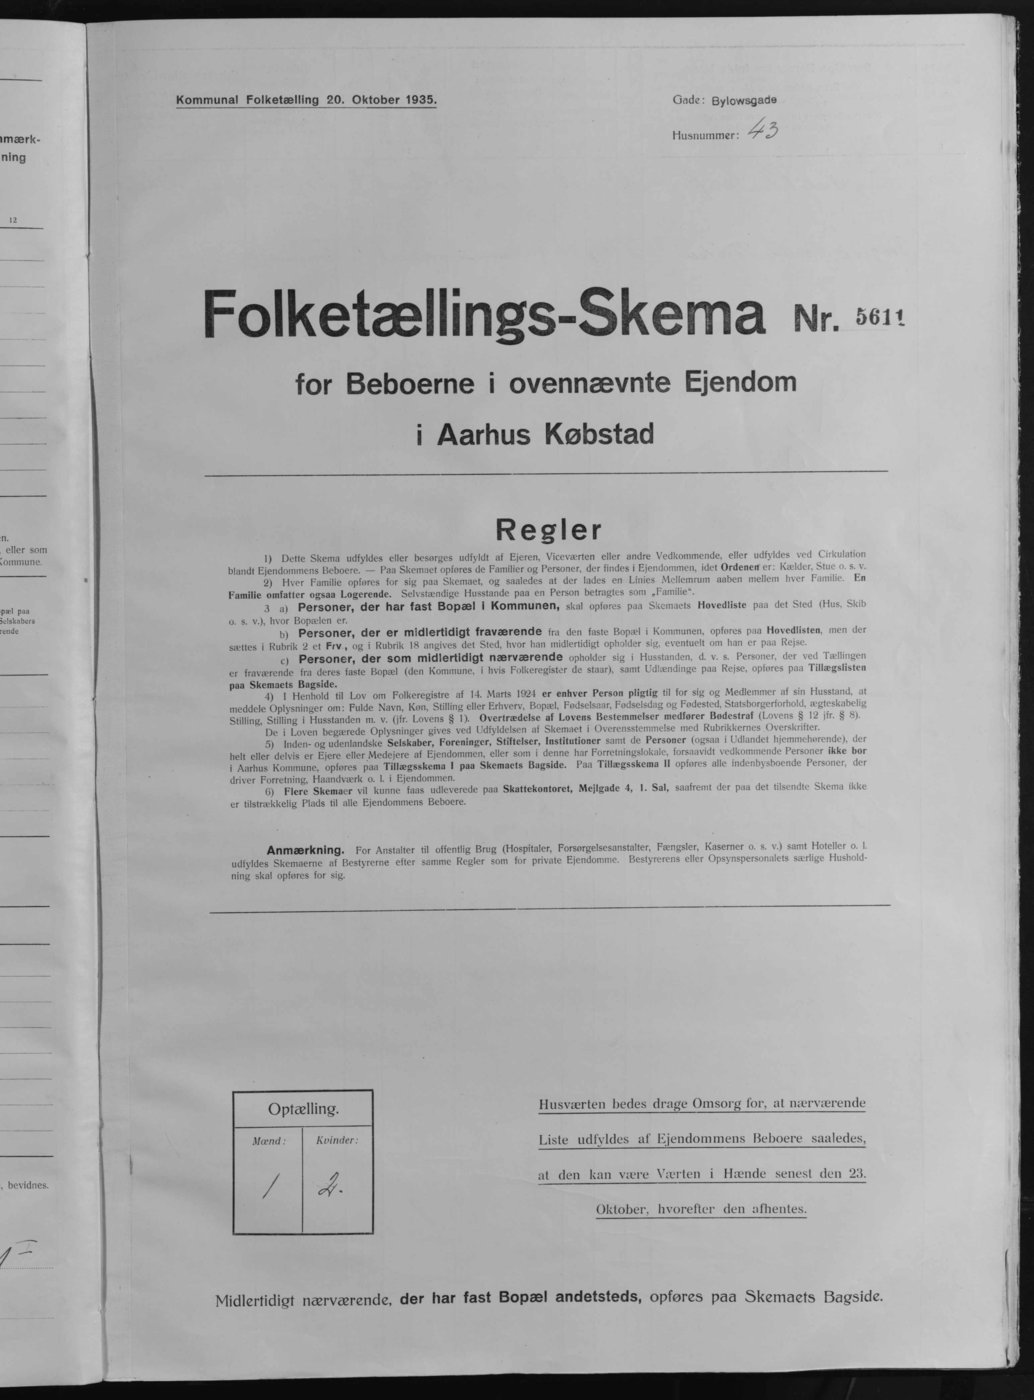 nmærk-
ning
12
en.
, eller som
Kommune.
pæl paa
Selskabers
rende
, bevidnes.
Kommunal Folketælling 20. Oktober 1935.
Gade: Bylowsgade
Husnummer: 43
Folketællings-Skema Nr. 5611
for Beboerne i ovennævnte Ejendom
i Aarhus Købstad
Regler
1) Dette Skema udfyldes eller besørges udfyldt af Ejeren, Viceværten eller andre Vedkommende, eller udfyldes ved Cirkulation
blandt Ejendommens Beboere. — Paa Skemaet opføres de Familier og Personer, der findes i Ejendommen, idet Ordenen er: Kælder, Stue o. s. v.
2) Hver Familie opføres for sig paa Skemaet, og saaledes at der lades en Linies Mellemrum aaben mellem hver Familie. En
Familie omfatter ogsaa Logerende. Selvstændige Husstande paa en Person betragtes som „Familie“.
3 a) Personer, der har fast Bopæl i Kommunen, skal opføres paa Skemaets Hovedliste paa det Sted (Hus, Skib
o. s. v.), hvor Bopælen er.
b) Personer, der er midlertidigt fraværende fra den faste Bopæl i Kommunen, opføres paa Hovedlisten, men der
sættes i Rubrik 2 et Frv., og i Rubrik 18 angives det Sted, hvor han midlertidigt opholder sig, eventuelt om han er paa Rejse.
c) Personer, der som midlertidigt nærværende opholder sig i Husstanden, d. v. s. Personer, der ved Tællingen
er fraværende fra deres faste Bopæl (den Kommune, i hvis Folkeregister de staar), samt Udlændinge paa Rejse, opføres paa Tillægslisten
paa Skemaets Bagside.
4) I Henhold til Lov om Folkeregistre af 14. Marts 1924 er enhver Person pligtig til for sig og Medlemmer af sin Husstand, at
meddele Oplysninger om: Fulde Navn, Køn, Stilling eller Erhverv, Bopæl, Fødselsaar, Fødselsdag og Fødested, Statsborgerforhold, ægteskabelig
Stilling, Stilling i Husstanden m. v. (jfr. Lovens § 1). Overtrædelse af Lovens Bestemmelser medfører Bødestraf (Lovens § 12 jfr. § 8).
De i Loven begærede Oplysninger gives ved Udfyldelsen af Skemaet i Overensstemmelse med Rubrikkernes Overskrifter.
5) Inden- og udenlandske Selskaber, Foreninger, Stiftelser, Institutioner samt de Personer (ogsaa i Udlandet hjemmehørende), der
helt eller delvis er Ejere eller Medejere af Ejendommen, eller som i denne har Forretningslokale, forsaavidt vedkommende Personer ikke bor
i Aarhus Kommune, opføres paa Tillægsskema I paa Skemaets Bagside. Paa Tillægsskema II opføres alle indenbysboende Personer, der
driver Forretning, Haandværk o. l. i Ejendommen.
6) Flere Skemaer vil kunne faas udleverede paa Skattekontoret, Mejlgade 4, 1. Sal, saafremt der paa det tilsendte Skema ikke
er tilstrækkelig Plads til alle Ejendommens Beboere.
Anmærkning. For Anstalter til offentlig Brug (Hospitaler, Forsørgelsesanstalter, Fængsler, Kaserner o. s. v.) samt Hoteller o. l.
udfyldes Skemaerne af Bestyrerne efter samme Regler som for private Ejendomme. Bestyrerens eller Opsynspersonalets særlige Hushold-
ning skal opføres for sig.
Optælling.
Mænd: Kvinder:
1 2.
Husværten bedes drage Omsorg for, at nærværende
Liste udfyldes af Ejendommens Beboere saaledes,
at den kan være Værten i Hænde senest den 23.
Oktober, hvorefter den afhentes.
Midlertidigt nærværende, der har fast Bopæl andetsteds, opføres paa Skemaets Bagside.